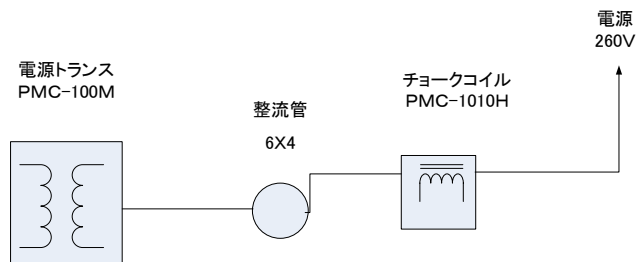 電源
260V
電源トランス
PMC-100M
チョークコイル
PMC-1010H
整流管
6X4